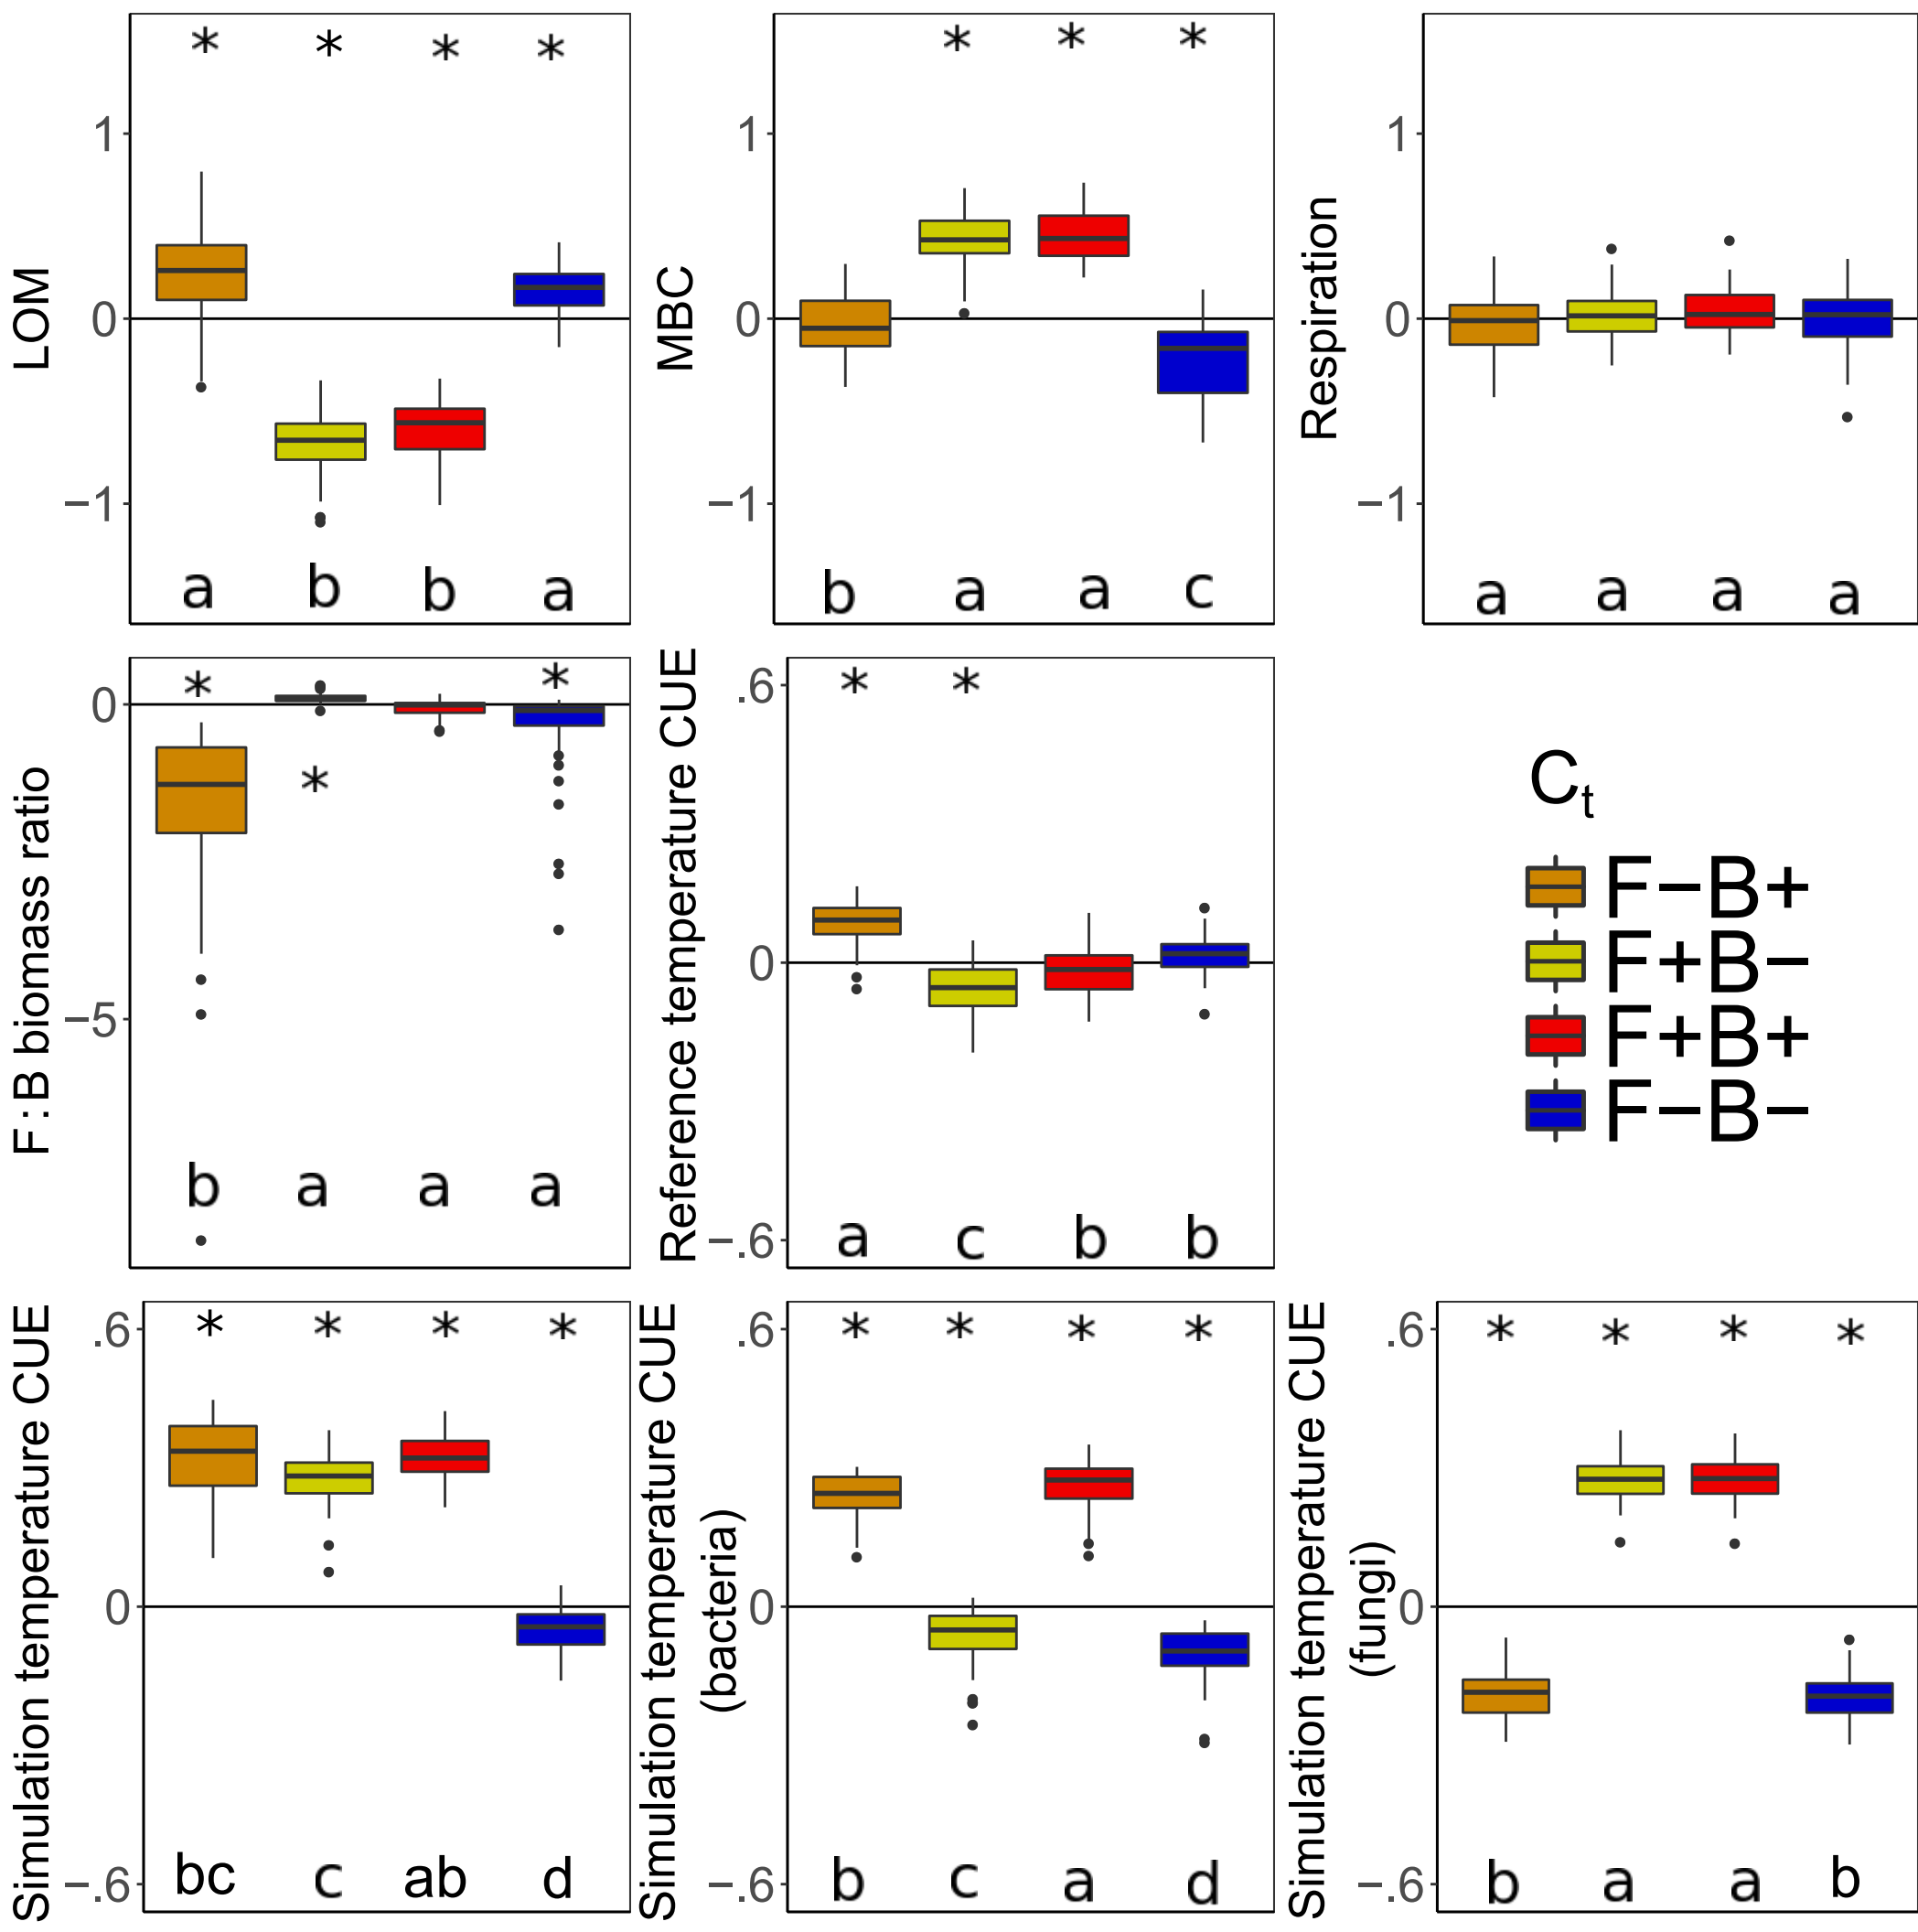 LOM
1
0
−1
* * * *
a b b a
MBC
1
0
−1
* * *
b a a c
Respiration
1
0
−1
a a a a
F:B biomass ratio
0
−5
* * *
b a a a
Reference temperature CUE
.6
0
−.6
* *
a c b b
Ct
F−B+
F+B−
F+B+
F−B−
Simulation temperature CUE
.6
0
−.6
* * * *
bc c ab d
Simulation temperature CUE
(bacteria)
.6
0
−.6
* * * *
b c a d
Simulation temperature CUE
(fungi)
.6
0
−.6
* * * *
b a a b